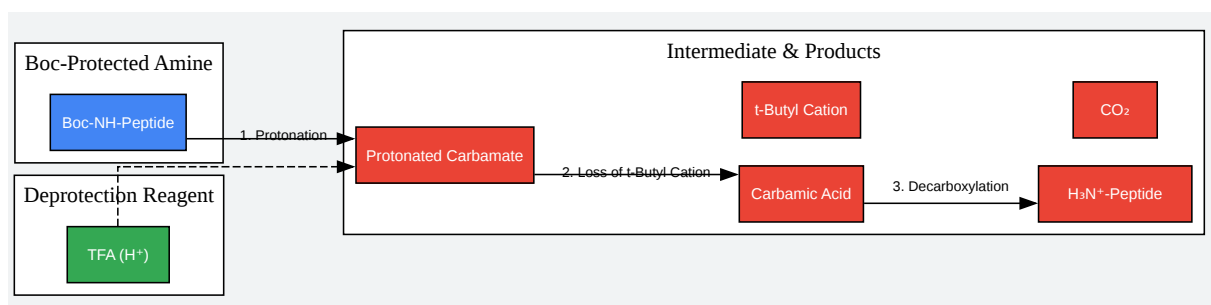 Boc-Protected Amine
Boc-NH-Peptide
Deprotection Reagent
TFA (H⁺)
Intermediate & Products
1. Protonation
Protonated Carbamate
2. Loss of t-Butyl Cation
t-Butyl Cation
Carbamic Acid
3. Decarboxylation
CO₂
H₃N⁺-Peptide